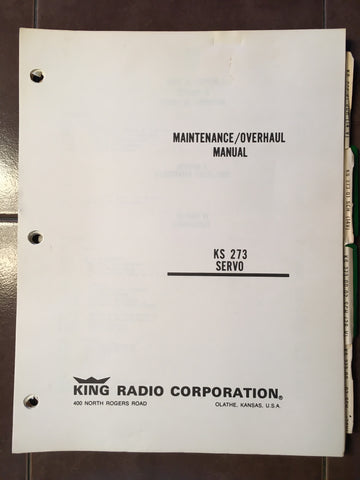 MAINTENANCE/OVERHAUL
MANUAL
KS 273
SERVO
KING RADIO CORPORATION®
400 NORTH ROGERS ROAD OLATHE, KANSAS, U.S.A.